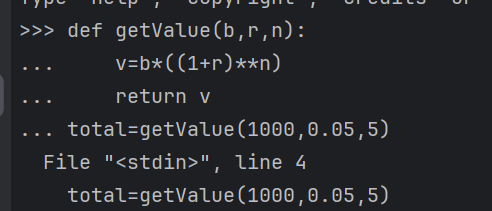 Type "help", "copyright", "credits" or
>>> def getValue(b,r,n):
...     v=b*((1+r)**n)
...     return v
... total=getValue(1000,0.05,5)
  File "<stdin>", line 4
    total=getValue(1000,0.05,5)